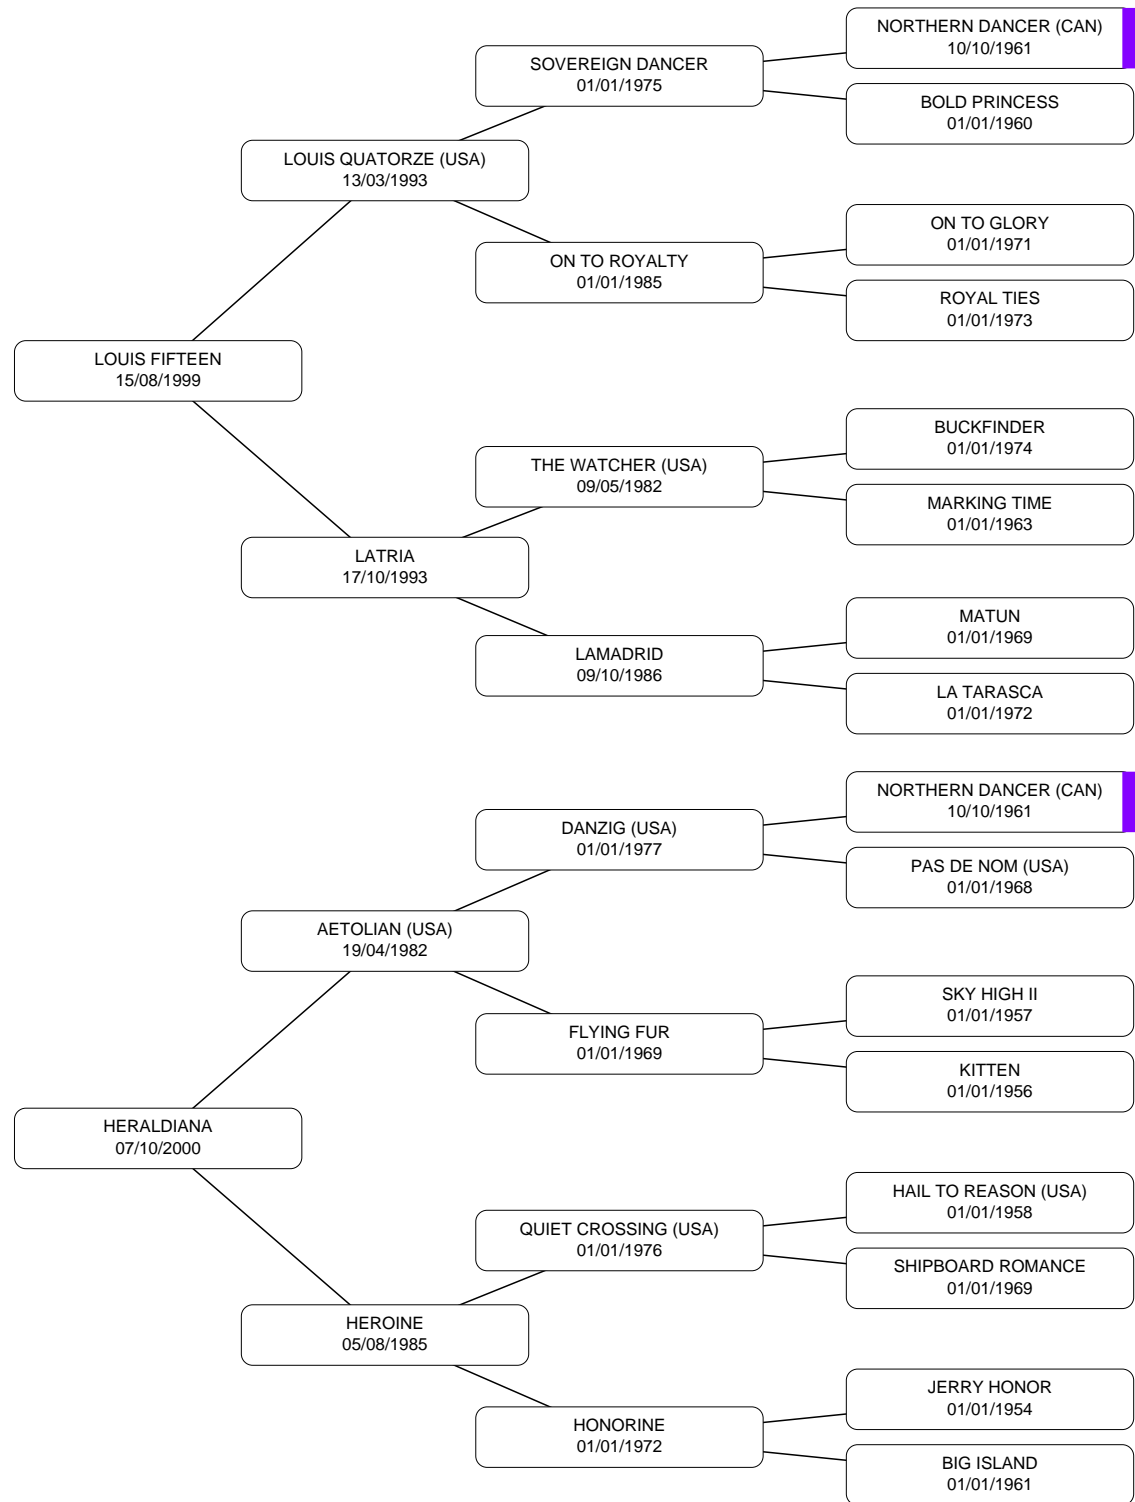 NORTHERN DANCER (CAN)
10/10/1961
SOVEREIGN DANCER
01/01/1975
BOLD PRINCESS
01/01/1960
LOUIS QUATORZE (USA)
13/03/1993
ON TO GLORY
01/01/1971
ON TO ROYALTY
01/01/1985
ROYAL TIES
01/01/1973
LOUIS FIFTEEN
15/08/1999
BUCKFINDER
01/01/1974
THE WATCHER (USA)
09/05/1982
MARKING TIME
01/01/1963
LATRIA
17/10/1993
MATUN
01/01/1969
LAMADRID
09/10/1986
LA TARASCA
01/01/1972
NORTHERN DANCER (CAN)
10/10/1961
DANZIG (USA)
01/01/1977
PAS DE NOM (USA)
01/01/1968
AETOLIAN (USA)
19/04/1982
SKY HIGH II
01/01/1957
FLYING FUR
01/01/1969
KITTEN
01/01/1956
HERALDIANA
07/10/2000
HAIL TO REASON (USA)
01/01/1958
QUIET CROSSING (USA)
01/01/1976
SHIPBOARD ROMANCE
01/01/1969
HEROINE
05/08/1985
JERRY HONOR
01/01/1954
HONORINE
01/01/1972
BIG ISLAND
01/01/1961